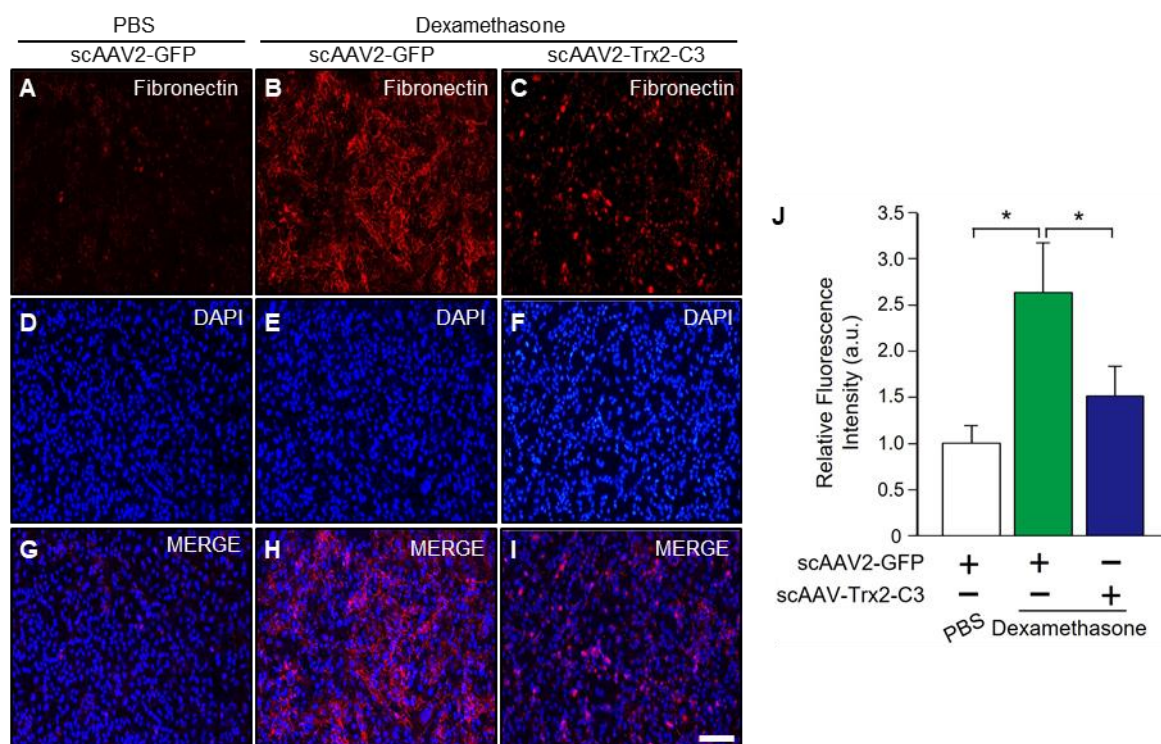 PBS
Dexamethasone
scAAV2-GFP
scAAV2-GFP
scAAV2-Trx2-C3
A
Fibronectin
B
Fibronectin
C
Fibronectin
D
DAPI
E
DAPI
F
DAPI
G
MERGE
H
MERGE
I
MERGE
J
Relative Fluorescence
Intensity (a.u.)
3.5
3.0
2.5
2.0
1.5
1.0
0.5
0
* *
scAAV2-GFP + + −
scAAV-Trx2-C3 − − +
PBS Dexamethasone